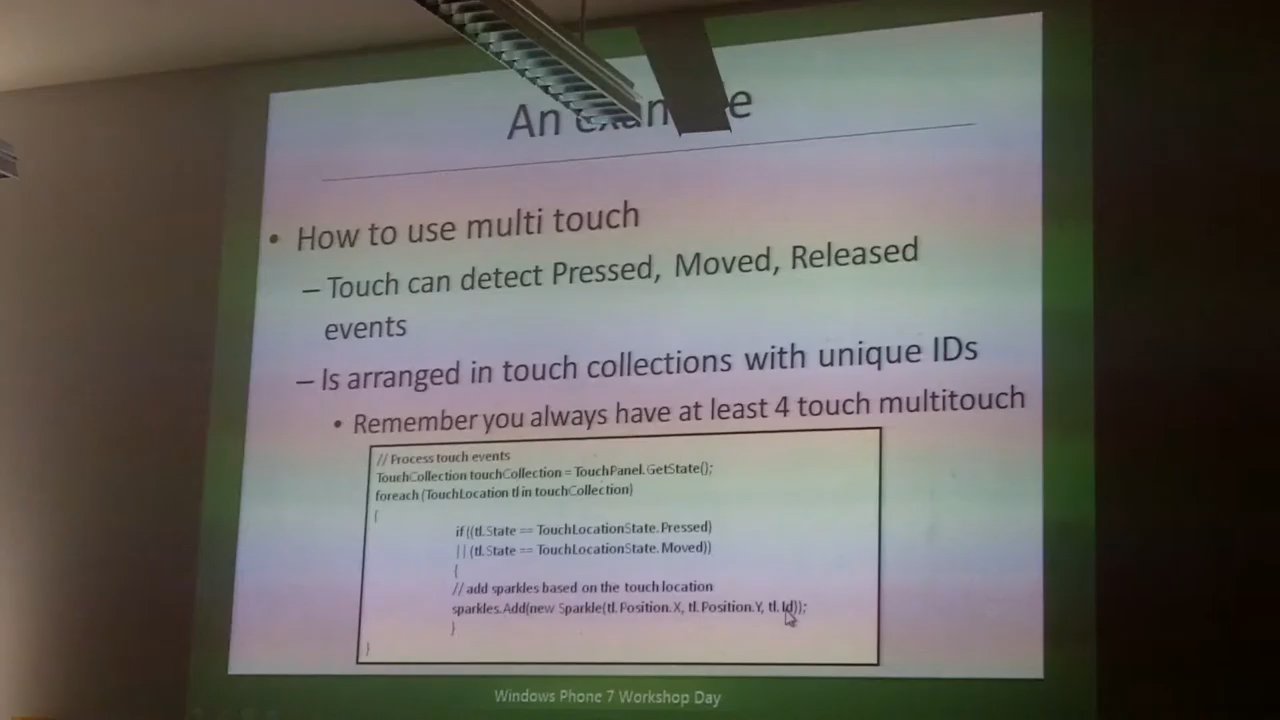 An example
• How to use multi touch
– Touch can detect Pressed, Moved, Released
events
– Is arranged in touch collections with unique IDs
• Remember you always have at least 4 touch multitouch
// Process touch events
TouchCollection touchCollection = TouchPanel.GetState();
foreach (TouchLocation tl in touchCollection)
{
if ((tl.State == TouchLocationState.Pressed)
|| (tl.State == TouchLocationState.Moved))
{
// add sparkles based on the touch location
sparkles.Add(new Sparkle(tl.Position.X, tl.Position.Y, tl.Id));
}
}
Windows Phone 7 Workshop Day